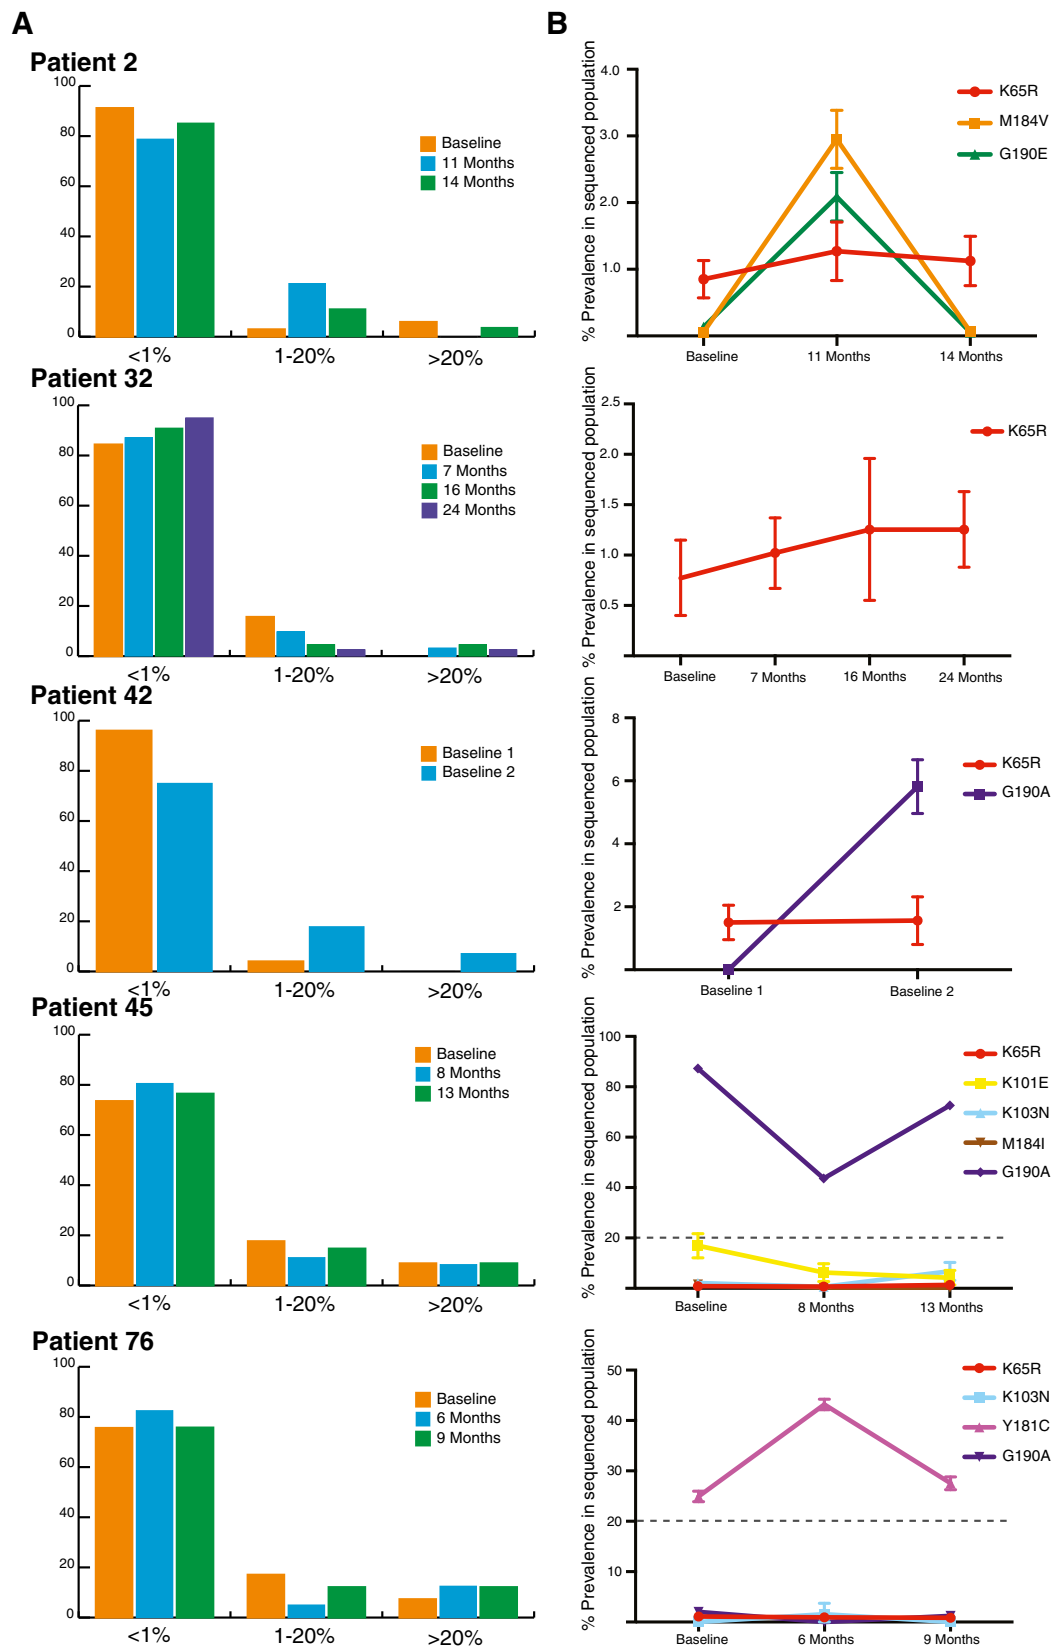 A
B
Patient 2
100
80
60
40
20
0
<1%
1-20%
>20%
Baseline
11 Months
14 Months
% Prevalence in sequenced population
4.0
3.0
2.0
1.0
Baseline
11 Months
14 Months
K65R
M184V
G190E
Patient 32
100
80
60
40
20
0
<1%
1-20%
>20%
Baseline
7 Months
16 Months
24 Months
% Prevalence in sequenced population
2.5
2.0
1.5
1.0
0.5
Baseline
7 Months
16 Months
24 Months
K65R
Patient 42
100
80
60
40
20
0
<1%
1-20%
>20%
Baseline 1
Baseline 2
% Prevalence in sequenced population
8
6
4
2
Baseline 1
Baseline 2
K65R
G190A
Patient 45
100
80
60
40
20
0
<1%
1-20%
>20%
Baseline
8 Months
13 Months
% Prevalence in sequenced population
100
80
60
40
20
Baseline
8 Months
13 Months
K65R
K101E
K103N
M184I
G190A
Patient 76
100
80
60
40
20
0
<1%
1-20%
>20%
Baseline
6 Months
9 Months
% Prevalence in sequenced population
50
40
30
20
10
Baseline
6 Months
9 Months
K65R
K103N
Y181C
G190A